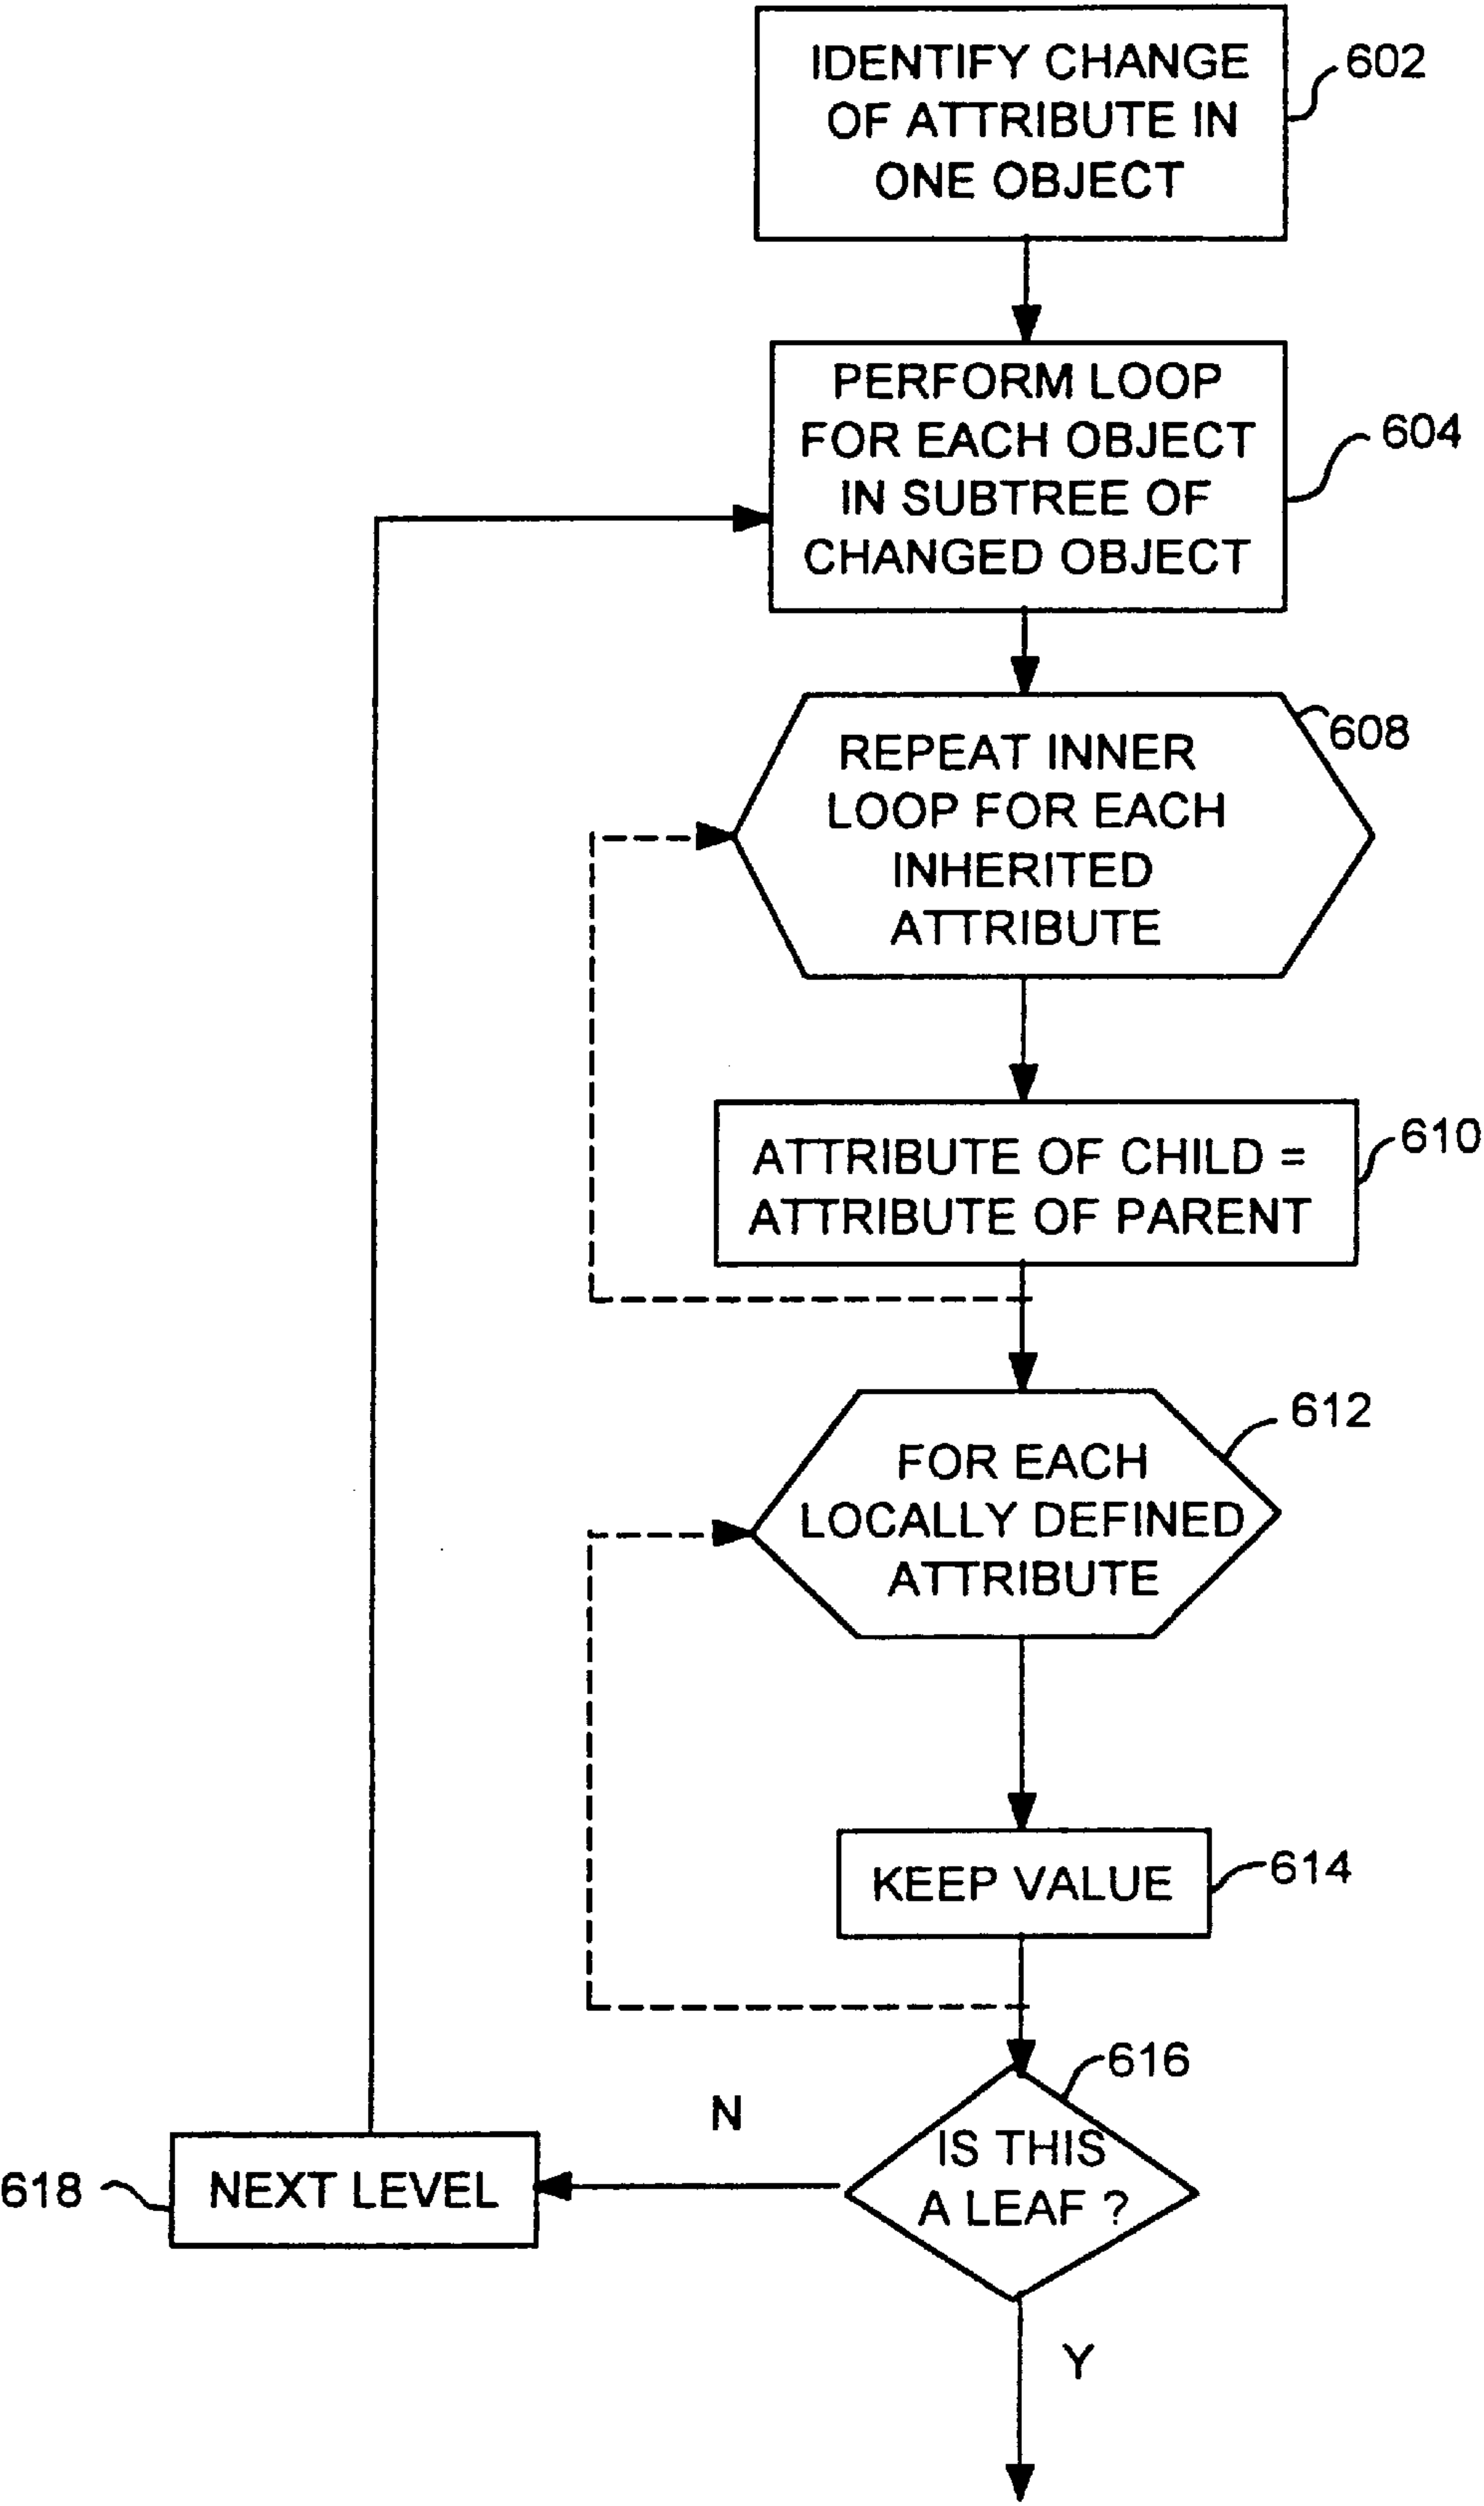 IDENTIFY CHANGE
OF ATTRIBUTE IN
ONE OBJECT
602
PERFORM LOOP
FOR EACH OBJECT
IN SUBTREE OF
CHANGED OBJECT
604
REPEAT INNER
LOOP FOR EACH
INHERITED
ATTRIBUTE
608
ATTRIBUTE OF CHILD =
ATTRIBUTE OF PARENT
610
FOR EACH
LOCALLY DEFINED
ATTRIBUTE
612
KEEP VALUE
614
IS THIS
A LEAF ?
616
N
NEXT LEVEL
618
Y